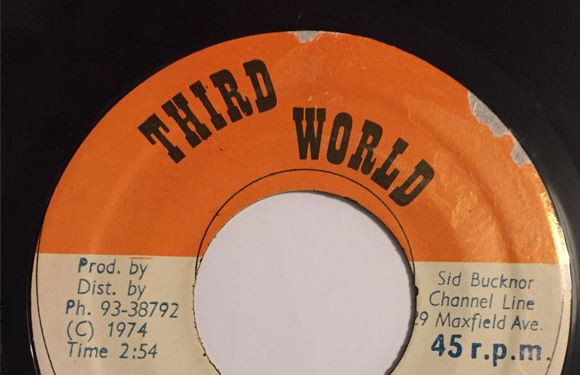 THIRD
WORLD
Prod. by
Dist. by
Ph. 93-38792
(C) 1974
Time 2:54
Sid Bucknor
Channel Line
9 Maxfield Ave.
45 r.p.m.